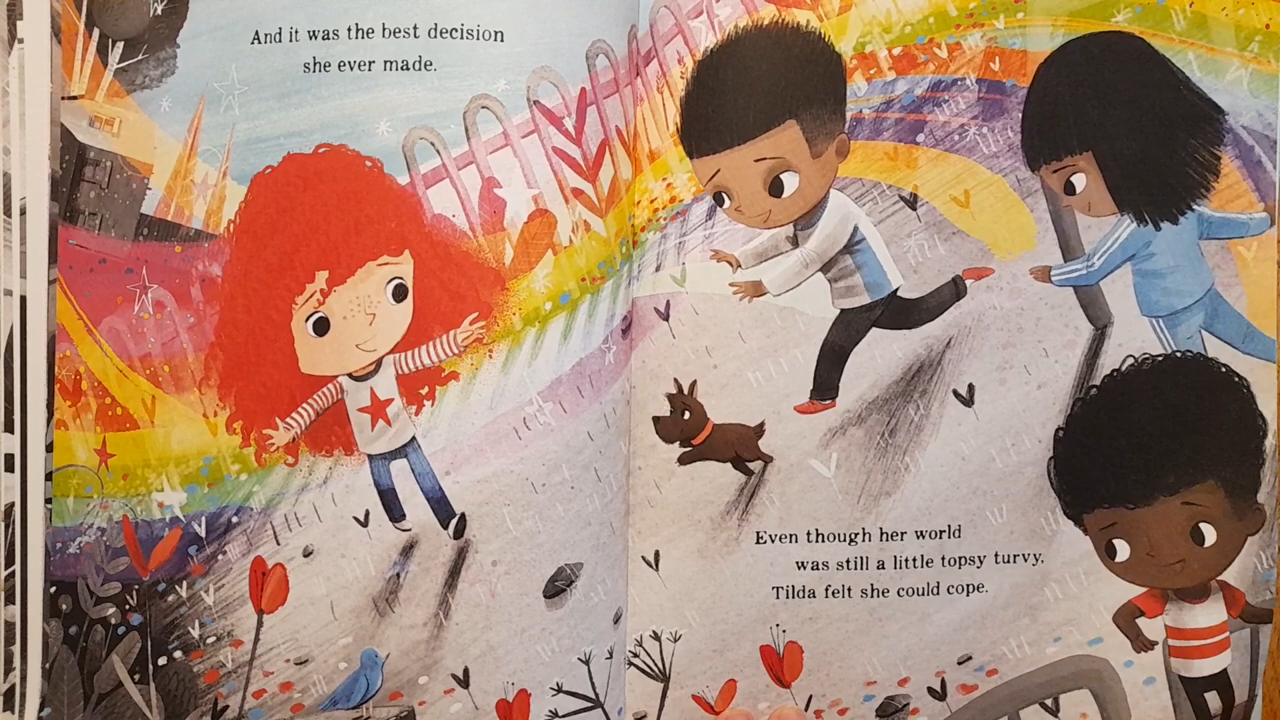 And it was the best decision
she ever made.
Even though her world
was still a little topsy turvy,
Tilda felt she could cope.